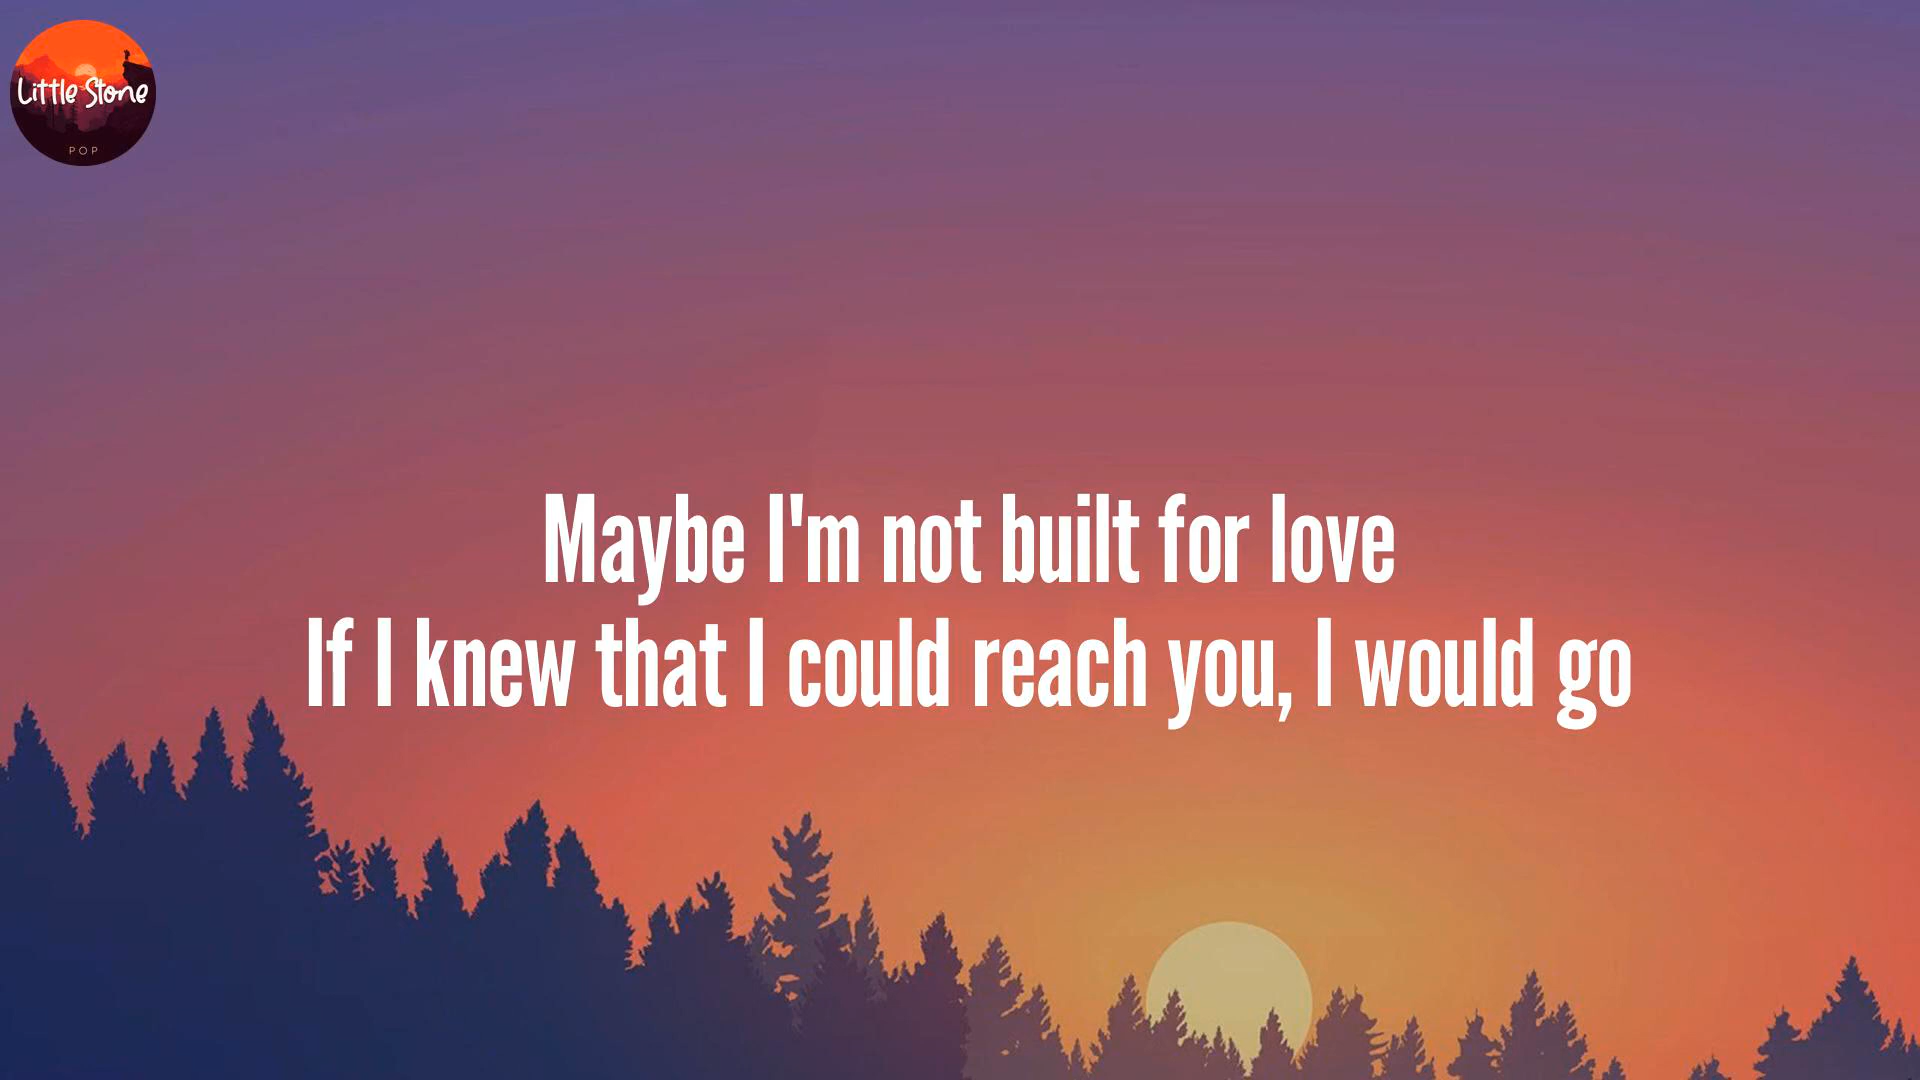 Little Stone
POP
Maybe I'm not built for love
If I knew that I could reach you, I would go